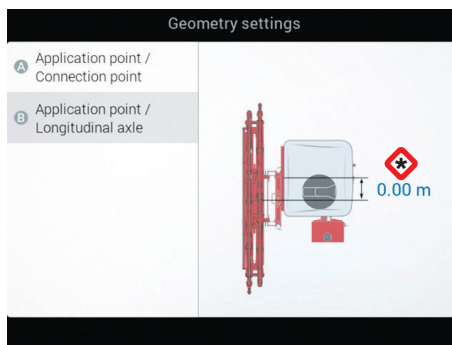 Geometry settings
A Application point /
Connection point
B Application point /
Longitudinal axle
*
0.00 m